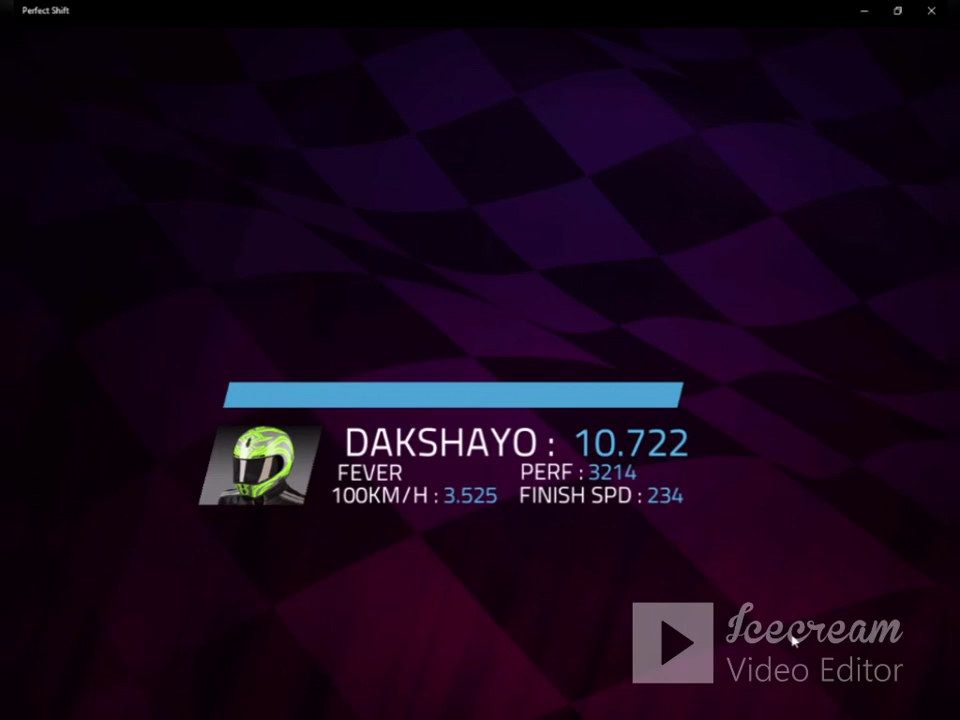 Perfect Shift
DAKSHAYO : 10.722
FEVER PERF : 3214
100KM/H : 3.525 FINISH SPD : 234
Icecream
Video Editor